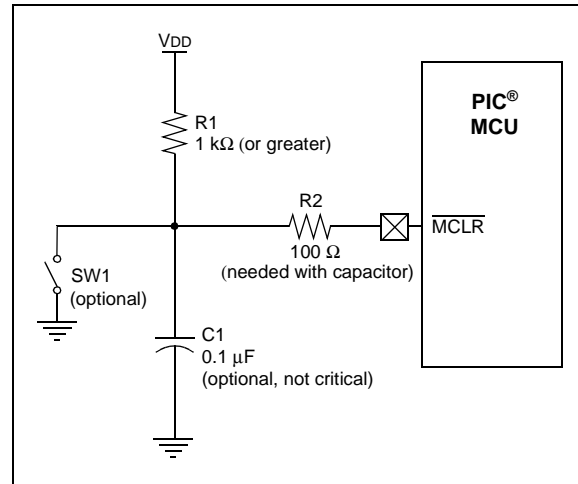 VDD
PIC®
MCU
R1
1 kΩ (or greater)
R2
MCLR
100 Ω
(needed with capacitor)
SW1
(optional)
C1
0.1 μF
(optional, not critical)